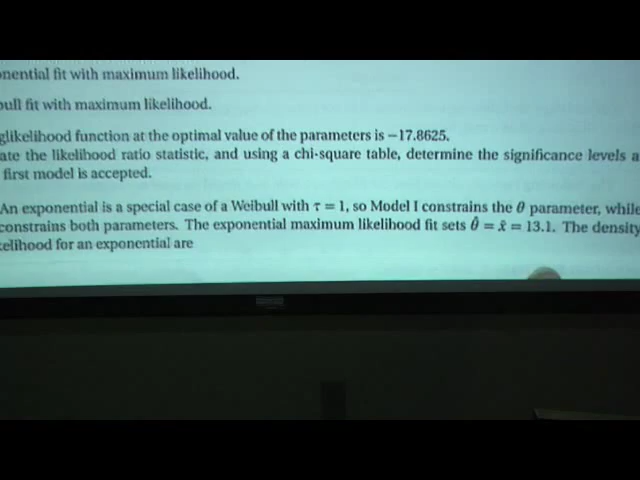 nential fit with maximum likelihood.
bull fit with maximum likelihood.
glikelihood function at the optimal value of the parameters is −17.8625.
ate the likelihood ratio statistic, and using a chi-square table, determine the significance levels a
first model is accepted.
An exponential is a special case of a Weibull with τ = 1, so Model I constrains the θ parameter, while
constrains both parameters. The exponential maximum likelihood fit sets θ̂ = x̄ = 13.1. The density
kelihood for an exponential are